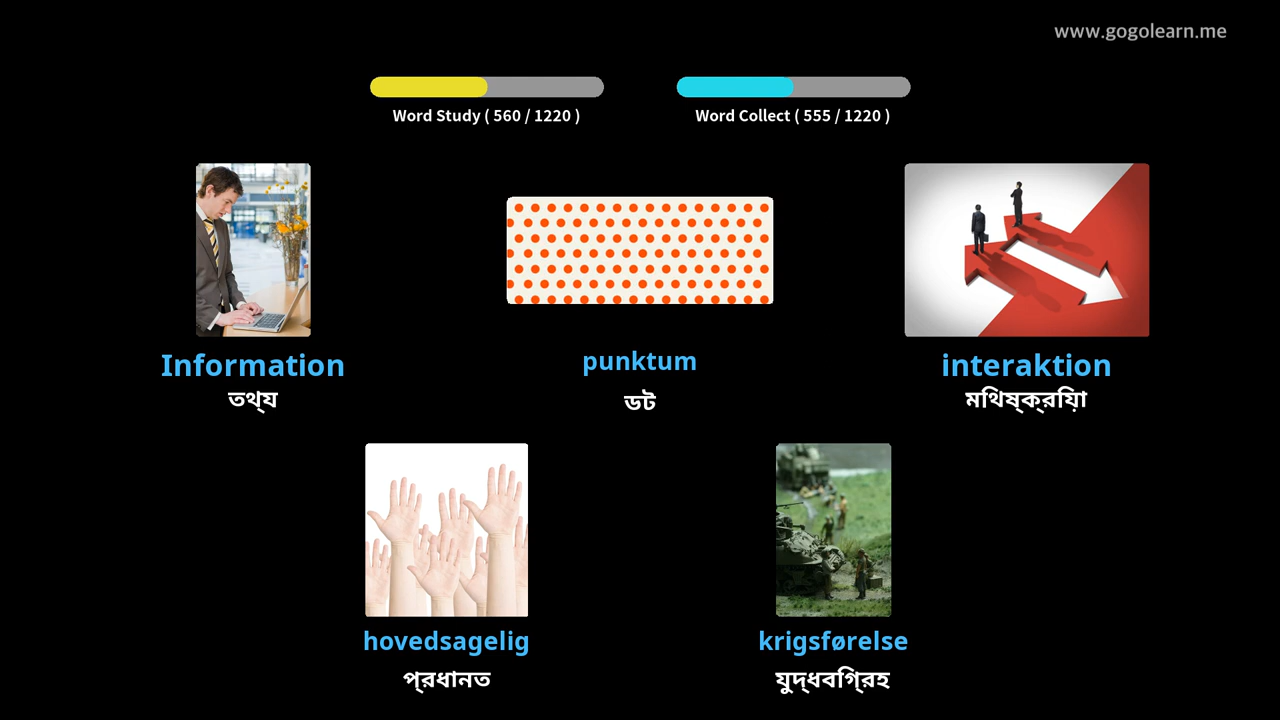 www.gogolearn.me
Word Study ( 560 / 1220 )
Word Collect ( 555 / 1220 )
Information
তথ্য
punktum
ডট
interaktion
মিথষ্ক্রিয়া
hovedsagelig
প্রধানত
krigsførelse
যুদ্ধবিগ্রহ